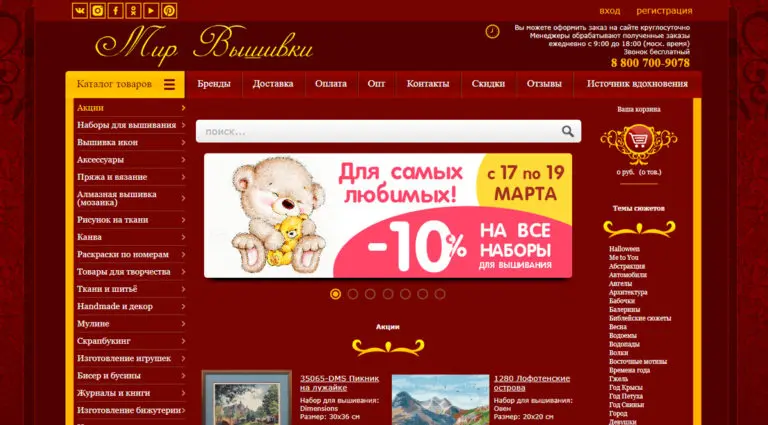 вход
регистрация
Мир Вышивки
Вы можете оформить заказ на сайте круглосуточно
Менеджеры обрабатывают полученные заказы
ежедневно с 9:00 до 18:00 (моск. время)
Звонок бесплатный
8 800 700-9078
Каталог товаров
Бренды
Доставка
Оплата
Опт
Контакты
Скидки
Отзывы
Источник вдохновения
Акции
Наборы для вышивания
Вышивка икон
Аксессуары
Пряжа и вязание
Алмазная вышивка
(мозаика)
Рисунок на ткани
Канва
Раскраски по номерам
Товары для творчества
Ткани и шитьё
Handmade и декор
Мулине
Скрапбукинг
Изготовление игрушек
Бисер и бусины
Журналы и книги
Изготовление бижутерии
поиск...
Для самых
любимых!
с 17 по 19
МАРТА
-10%
НА ВСЕ
НАБОРЫ
ДЛЯ ВЫШИВАНИЯ
Акции
35065-DMS Пикник
на лужайке
Набор для вышивания:
Dimensions
Размер: 30x36 см
1280 Лофотенские
острова
Набор для вышивания:
Овен
Размер: 20x20 см
Ваша корзина
0 руб. (0 тов.)
Темы сюжетов
Halloween
Me to You
Абстракция
Автомобили
Ангелы
Архитектура
Бабочки
Балерины
Библейские сюжеты
Весна
Водоемы
Водопады
Волки
Восточные мотивы
Времена года
Гжель
Год Крысы
Год Петуха
Год Свиньи
Город
Девушки